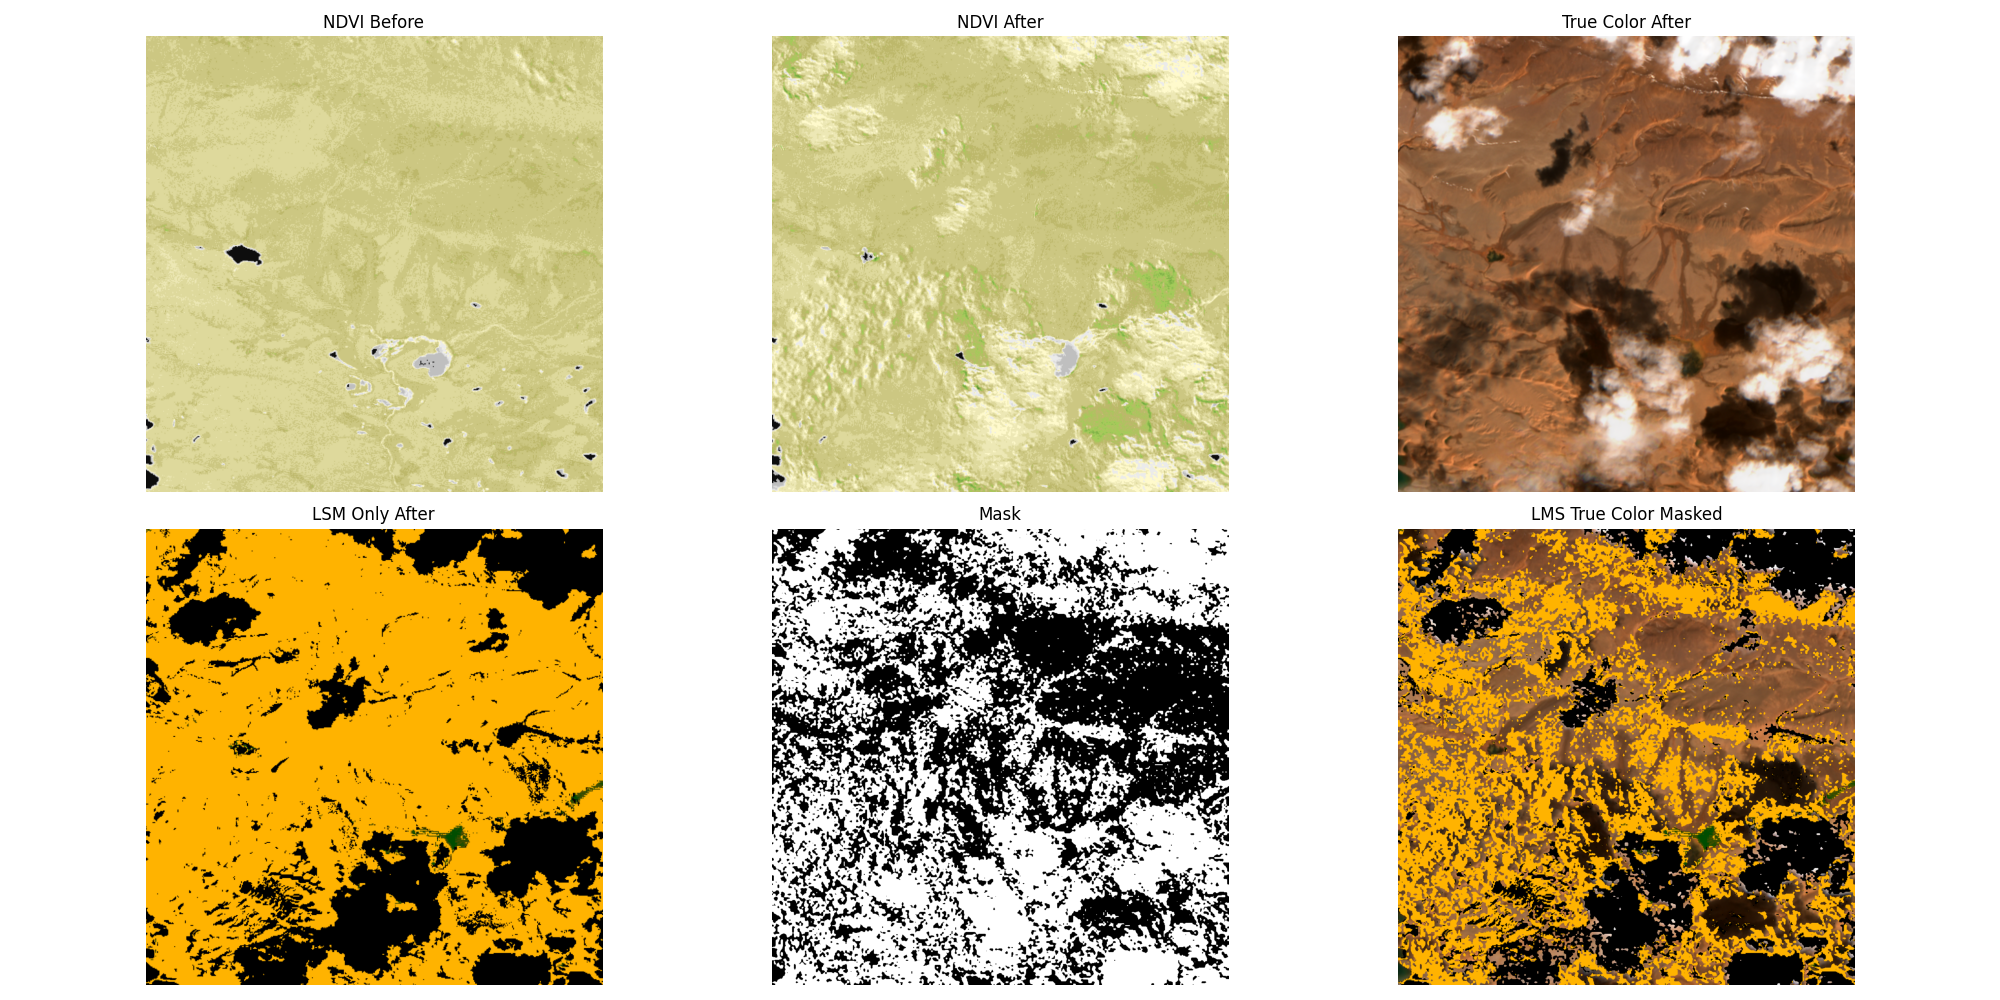 NDVI Before
NDVI After
True Color After
LSM Only After
Mask
LMS True Color Masked